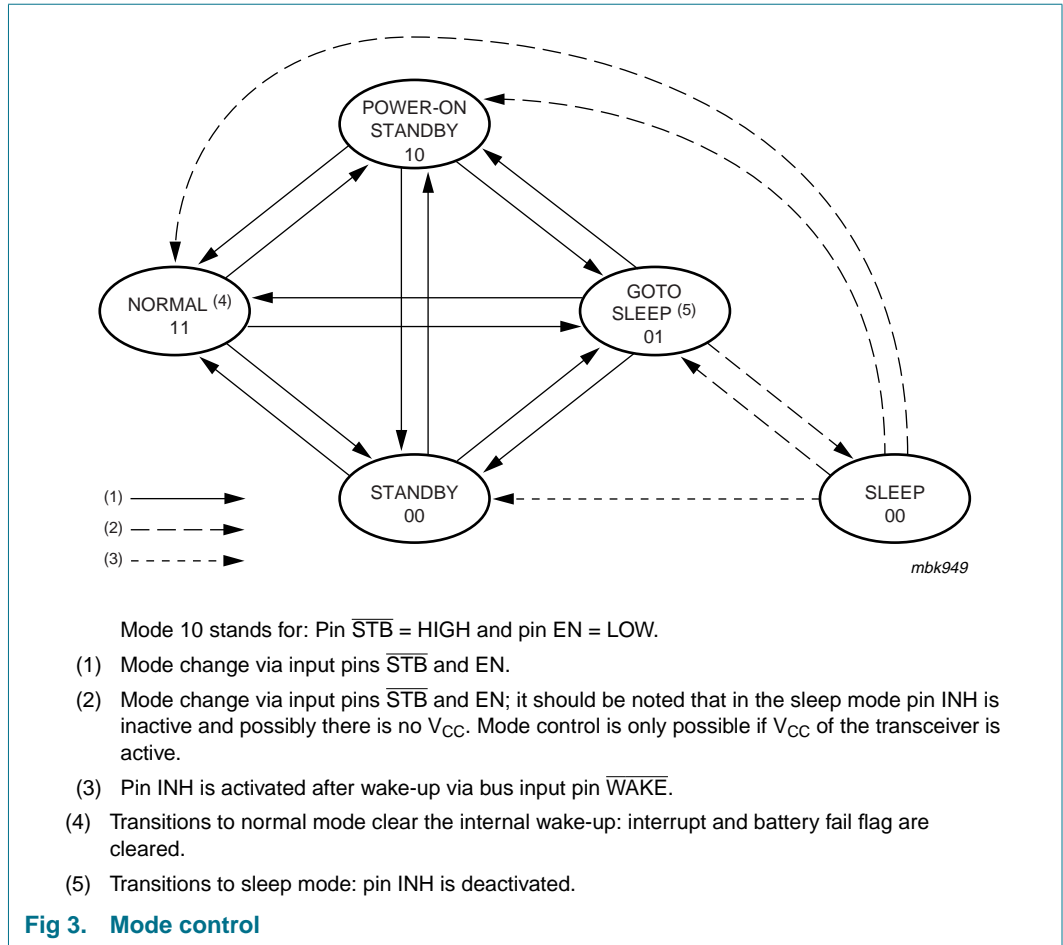 POWER-ON
STANDBY
10
NORMAL (4)
11
GOTO
SLEEP (5)
01
STANDBY
00
SLEEP
00
(1)
(2)
(3)
mbk949
Mode 10 stands for: Pin S̅T̅B̅ = HIGH and pin EN = LOW.
(1) Mode change via input pins S̅T̅B̅ and EN.
(2) Mode change via input pins S̅T̅B̅ and EN; it should be noted that in the sleep mode pin INH is
inactive and possibly there is no VCC. Mode control is only possible if VCC of the transceiver is
active.
(3) Pin INH is activated after wake-up via bus input pin W̅A̅K̅E̅.
(4) Transitions to normal mode clear the internal wake-up: interrupt and battery fail flag are
cleared.
(5) Transitions to sleep mode: pin INH is deactivated.
Fig 3. Mode control